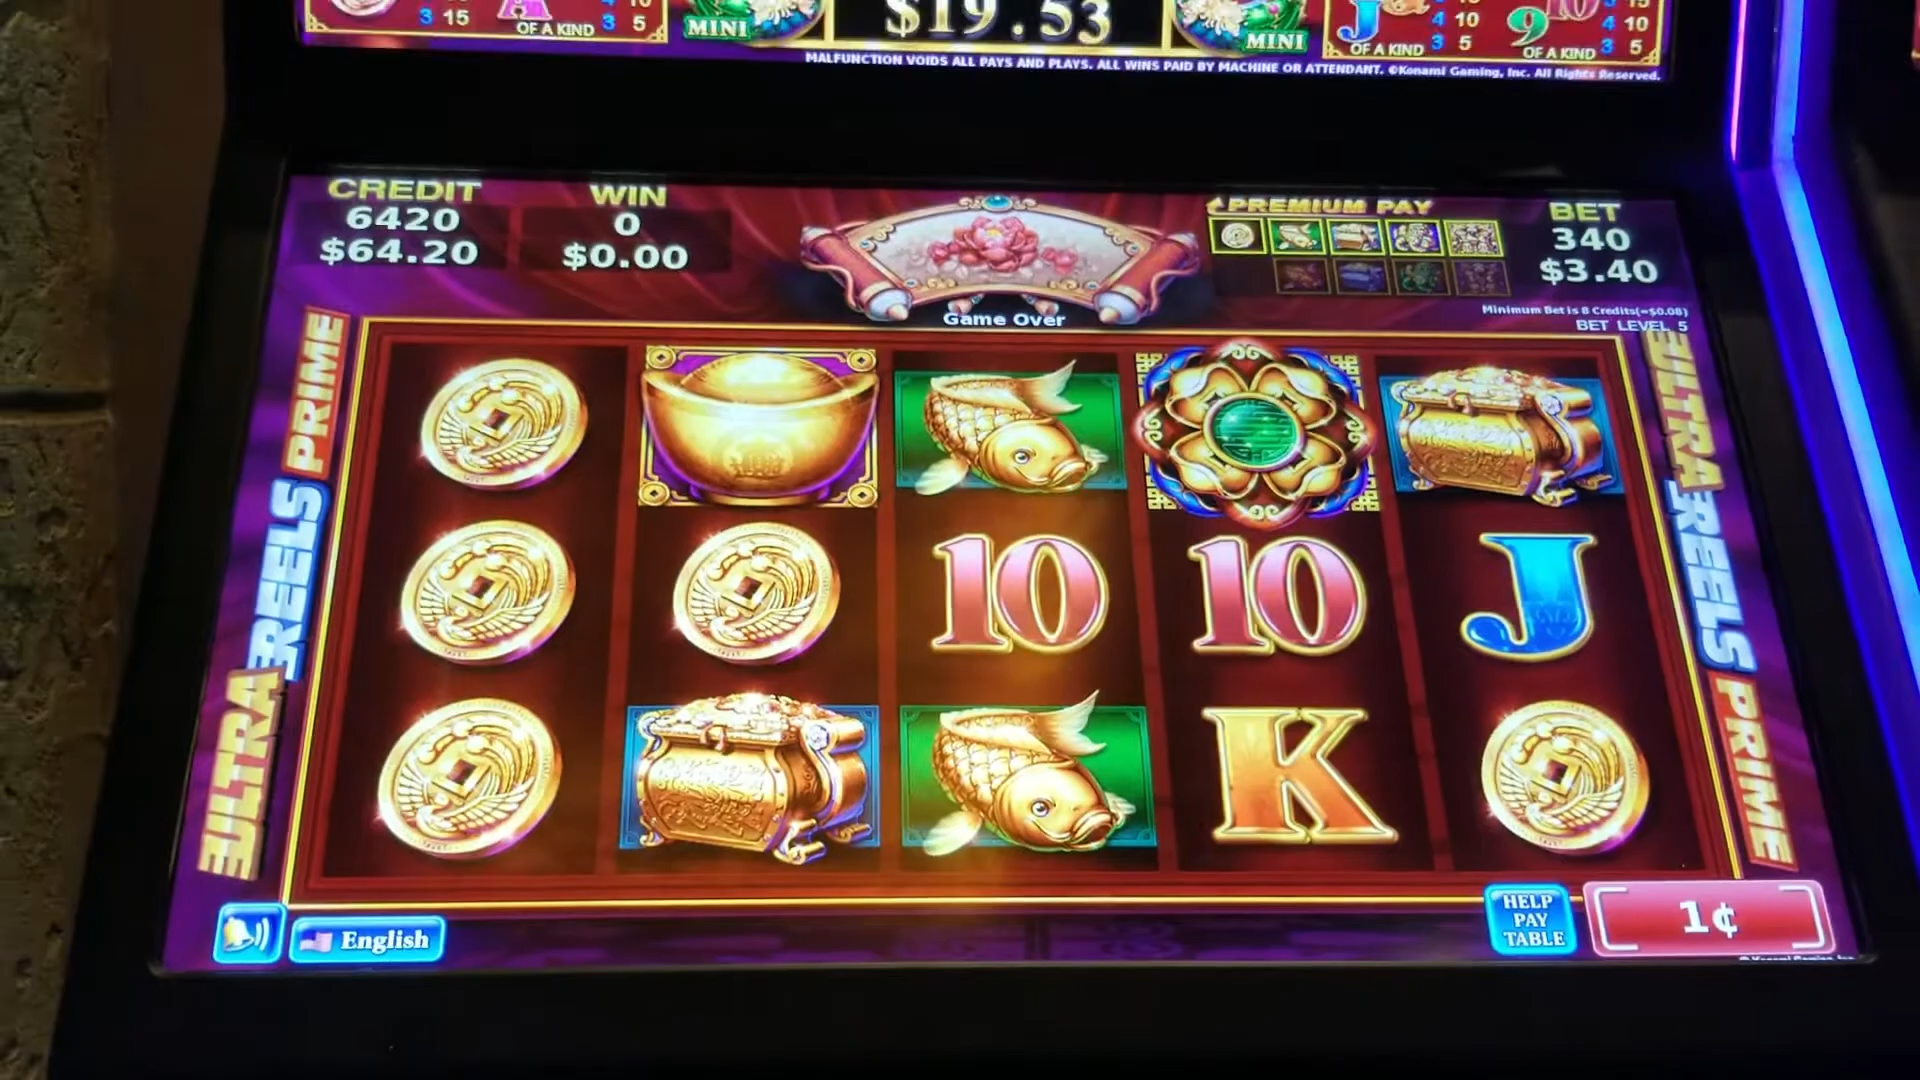 3 15
OF A KIND 3 5
MINI
$19.53
MINI
J
4 10
OF A KIND 3 5
9
4 10
OF A KIND 3 5
MALFUNCTION VOIDS ALL PAYS AND PLAYS. ALL WINS PAID BY MACHINE OR ATTENDANT. ©Konami Gaming, Inc. All Rights Reserved.
CREDIT
6420
$64.20
WIN
0
$0.00
PREMIUM PAY
BET
340
$3.40
Game Over
Minimum Bet is 8 Credits(=$0.08)
BET LEVEL 5
ULTRA REELS PRIME
ULTRA REELS PRIME
10
10
J
K
English
HELP
PAY
TABLE
1¢